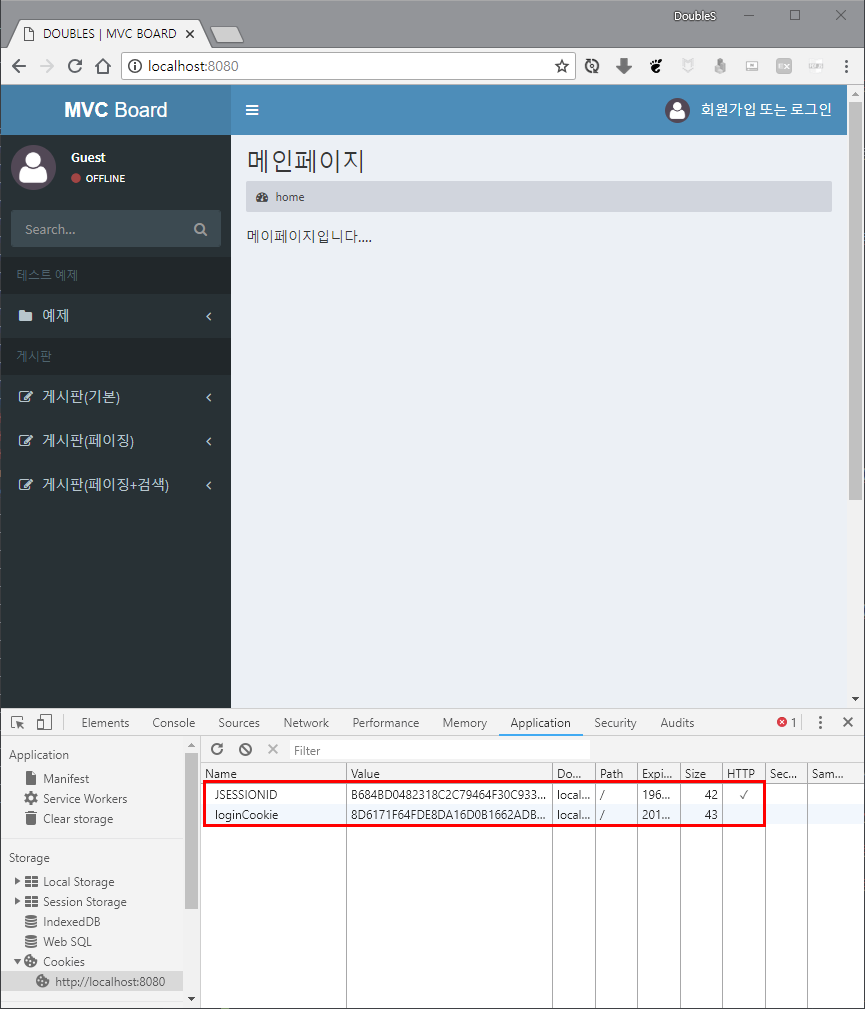 DoubleS
DOUBLES | MVC BOARD
localhost:8080
MVC Board
회원가입 또는 로그인
Guest
OFFLINE
Search...
테스트 예제
예제
게시판
게시판(기본)
게시판(페이징)
게시판(페이징+검색)
메인페이지
home
메이페이지입니다....
Elements Console Sources Network Performance Memory Application Security Audits 1
Application
Manifest
Service Workers
Clear storage
Storage
Local Storage
Session Storage
IndexedDB
Web SQL
Cookies
http://localhost:8080
Filter
Name Value Do... Path Expi... Size HTTP Sec... Sam...
JSESSIONID B684BD0482318C2C79464F30C933... local... / 196... 42 ✓
loginCookie 8D6171F64FDE8DA16D0B1662ADB... local... / 201... 43